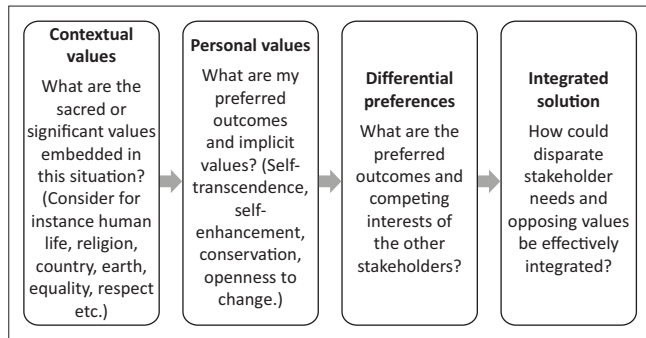 Contextual
values
What are the
sacred or
significant values
embedded in
this situation?
(Consider for
instance human
life, religion,
country, earth,
equality, respect
etc.)
Personal values
What are my
preferred
outcomes
and implicit
values? (Self-
transcendence,
self-
enhancement,
conservation,
openness to
change.)
Differential
preferences
What are the
preferred
outcomes and
competing
interests of
the other
stakeholders?
Integrated
solution
How could
disparate
stakeholder
needs and
opposing values
be effectively
integrated?